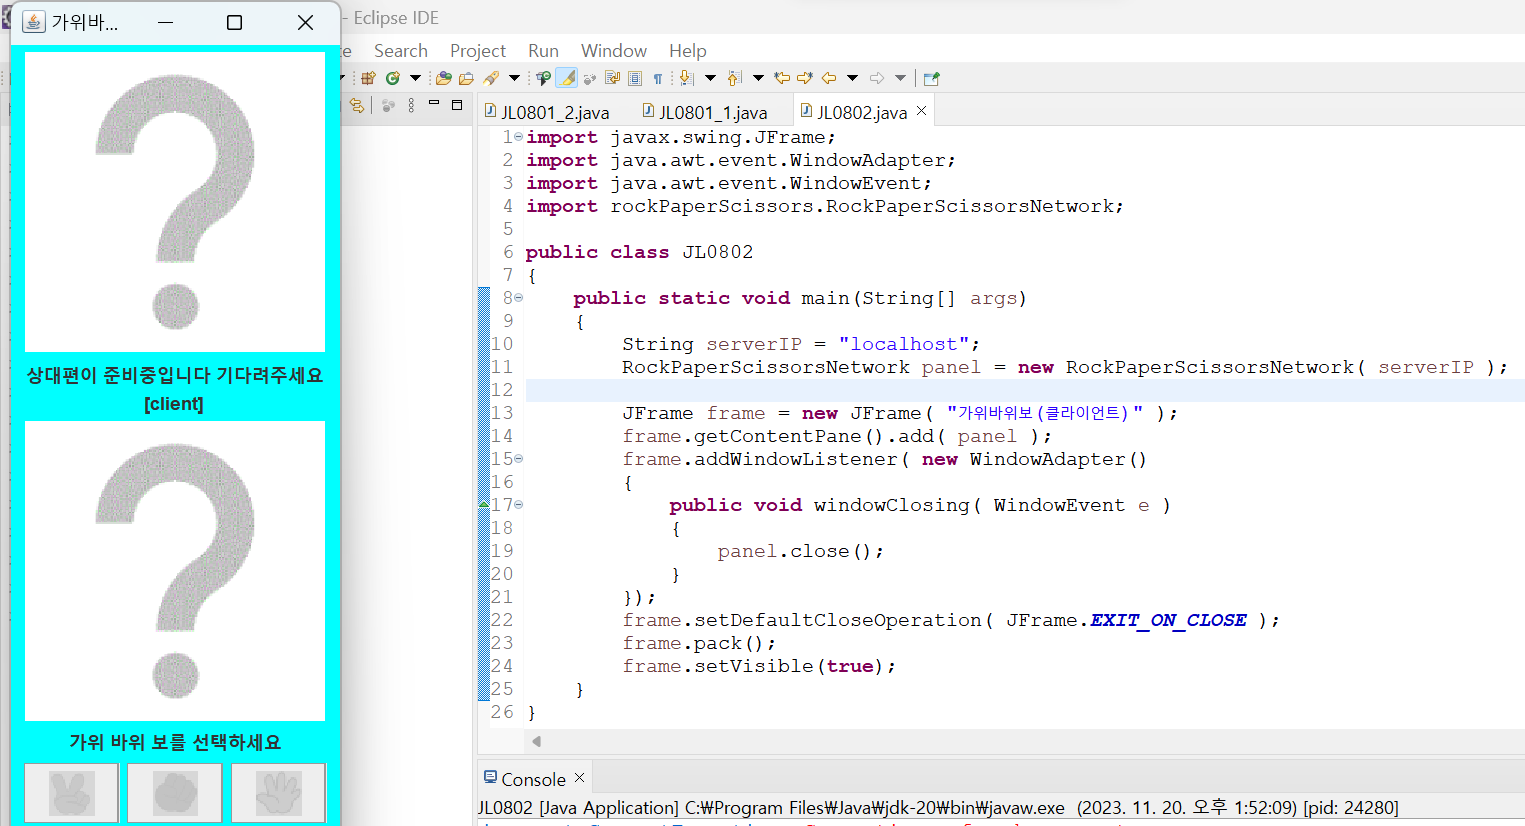 가위바...
- Eclipse IDE
Search Project Run Window Help
상대편이 준비중입니다 기다려주세요
[client]
가위 바위 보를 선택하세요
JL0801_2.java JL0801_1.java JL0802.java
1 import javax.swing.JFrame;
2 import java.awt.event.WindowAdapter;
3 import java.awt.event.WindowEvent;
4 import rockPaperScissors.RockPaperScissorsNetwork;
5
6 public class JL0802
7 {
8 public static void main(String[] args)
9 {
10 String serverIP = "localhost";
11 RockPaperScissorsNetwork panel = new RockPaperScissorsNetwork( serverIP );
12
13 JFrame frame = new JFrame( "가위바위보(클라이언트)" );
14 frame.getContentPane().add( panel );
15 frame.addWindowListener( new WindowAdapter()
16 {
17 public void windowClosing( WindowEvent e )
18 {
19 panel.close();
20 }
21 });
22 frame.setDefaultCloseOperation( JFrame.EXIT_ON_CLOSE );
23 frame.pack();
24 frame.setVisible(true);
25 }
26 }
Console
JL0802 [Java Application] C:₩Program Files₩Java₩jdk-20₩bin₩javaw.exe (2023. 11. 20. 오후 1:52:09) [pid: 24280]